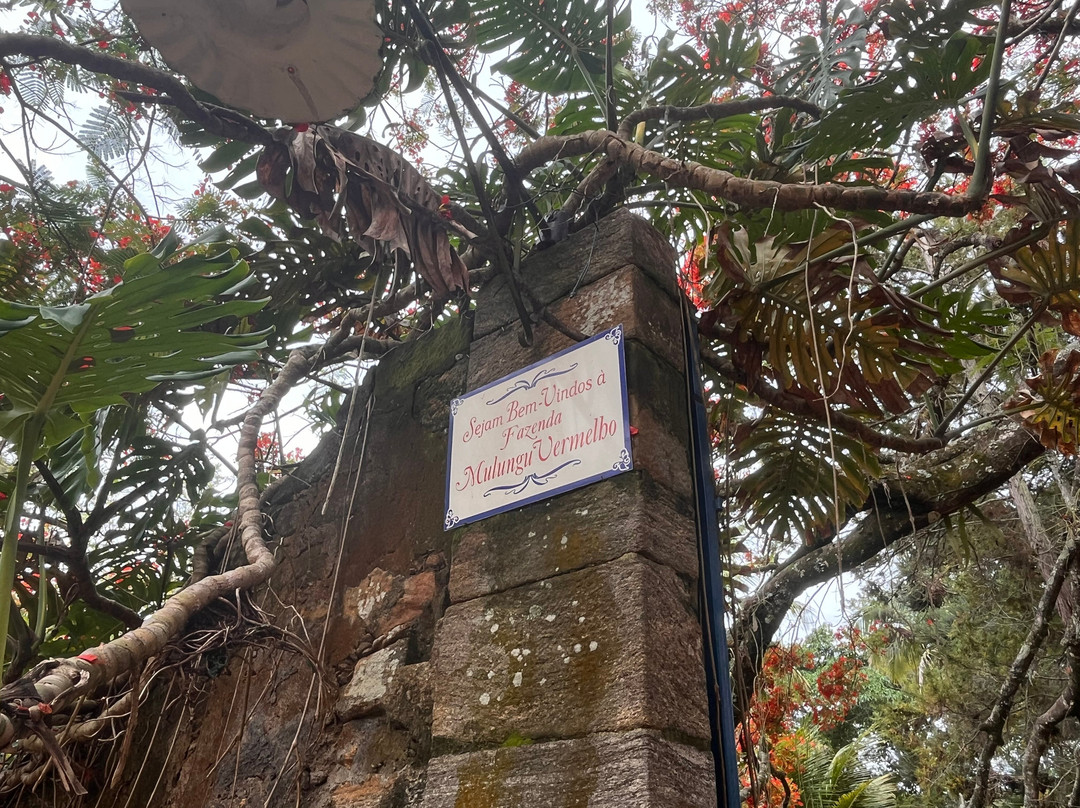 Sejam Bem-Vindos à
Fazenda
Mulungu Vermelho